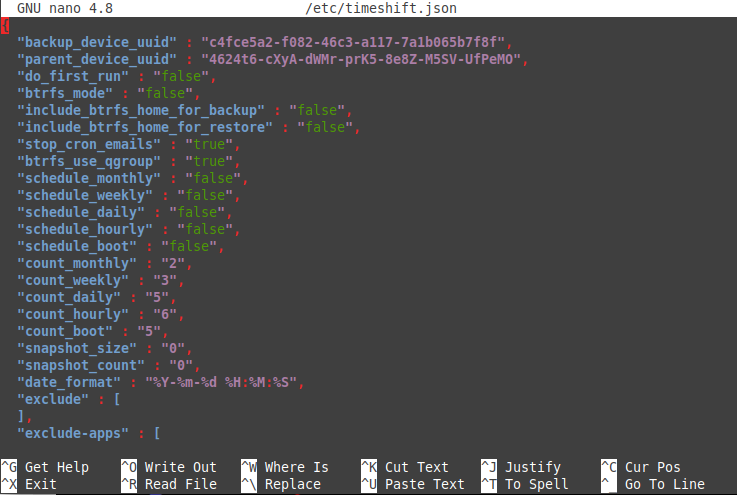 GNU nano 4.8 /etc/timeshift.json
{
"backup_device_uuid" : "c4fce5a2-f082-46c3-a117-7a1b065b7f8f",
"parent_device_uuid" : "4624t6-cXyA-dWMr-prK5-8e8Z-M5SV-UfPeMO",
"do_first_run" : "false",
"btrfs_mode" : "false",
"include_btrfs_home_for_backup" : "false",
"include_btrfs_home_for_restore" : "false",
"stop_cron_emails" : "true",
"btrfs_use_qgroup" : "true",
"schedule_monthly" : "false",
"schedule_weekly" : "false",
"schedule_daily" : "false",
"schedule_hourly" : "false",
"schedule_boot" : "false",
"count_monthly" : "2",
"count_weekly" : "3",
"count_daily" : "5",
"count_hourly" : "6",
"count_boot" : "5",
"snapshot_size" : "0",
"snapshot_count" : "0",
"date_format" : "%Y-%m-%d %H:%M:%S",
"exclude" : [
],
"exclude-apps" : [
^G Get Help ^O Write Out ^W Where Is ^K Cut Text ^J Justify ^C Cur Pos
^X Exit ^R Read File ^\ Replace ^U Paste Text ^T To Spell ^_ Go To Line